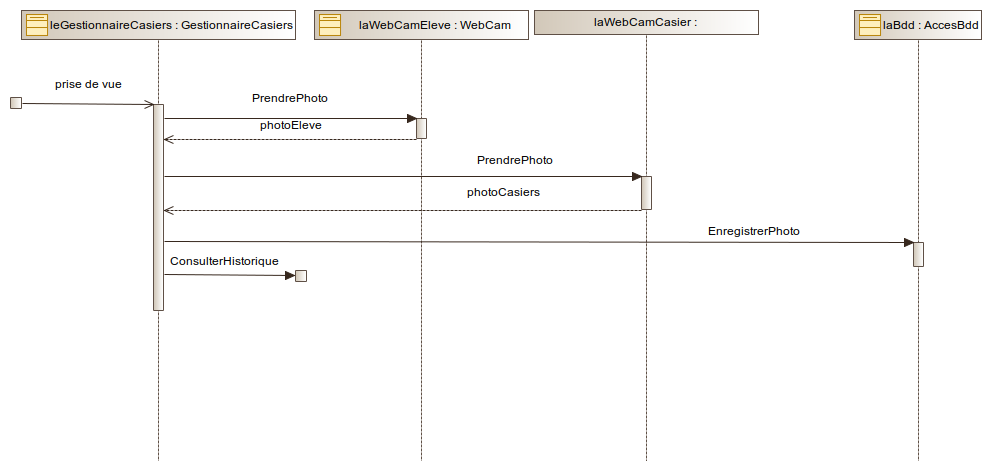 leGestionnaireCasiers : GestionnaireCasiers
laWebCamEleve : WebCam
laWebCamCasier :
laBdd : AccesBdd
prise de vue
PrendrePhoto
photoEleve
PrendrePhoto
photoCasiers
EnregistrerPhoto
ConsulterHistorique